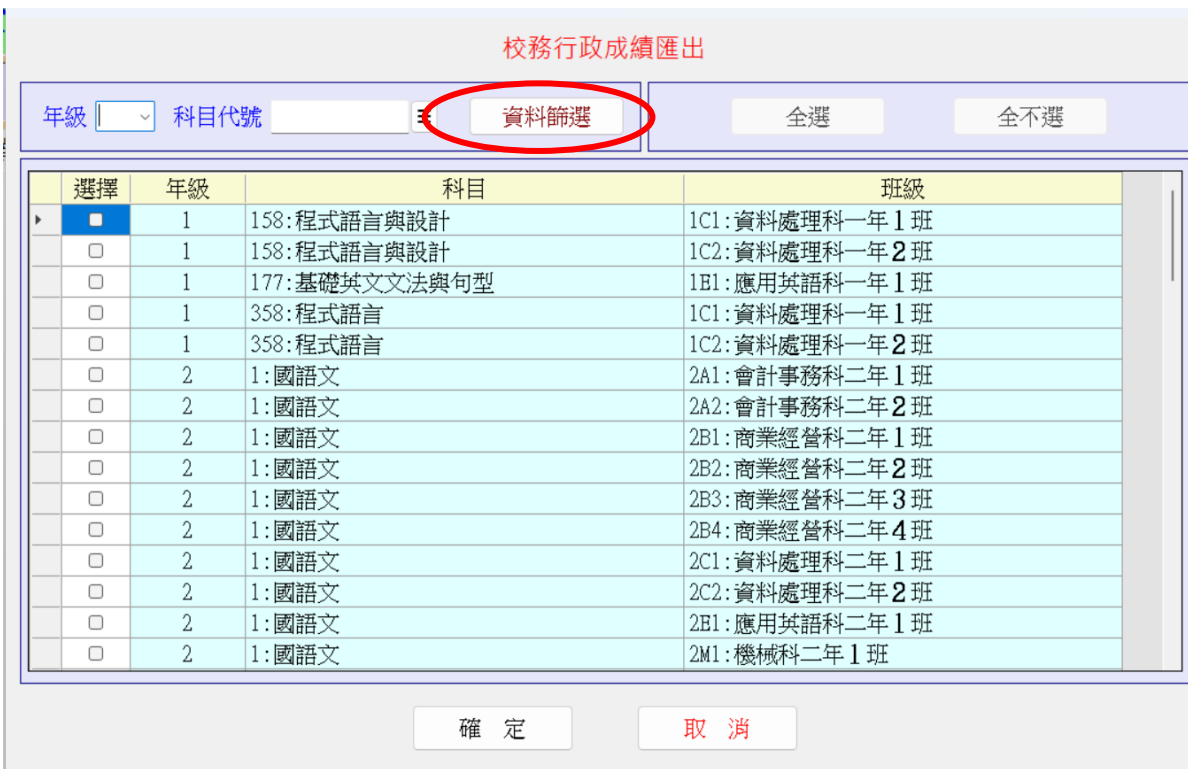 校務行政成績匯出
年級 科目代號 資料篩選 全選 全不選
選擇 年級 科目 班級
1 158:程式語言與設計 1C1:資料處理科一年1班
1 158:程式語言與設計 1C2:資料處理科一年2班
1 177:基礎英文文法與句型 1E1:應用英語科一年1班
1 358:程式語言 1C1:資料處理科一年1班
1 358:程式語言 1C2:資料處理科一年2班
2 1:國語文 2A1:會計事務科二年1班
2 1:國語文 2A2:會計事務科二年2班
2 1:國語文 2B1:商業經營科二年1班
2 1:國語文 2B2:商業經營科二年2班
2 1:國語文 2B3:商業經營科二年3班
2 1:國語文 2B4:商業經營科二年4班
2 1:國語文 2C1:資料處理科二年1班
2 1:國語文 2C2:資料處理科二年2班
2 1:國語文 2E1:應用英語科二年1班
2 1:國語文 2M1:機械科二年1班
確 定 取 消